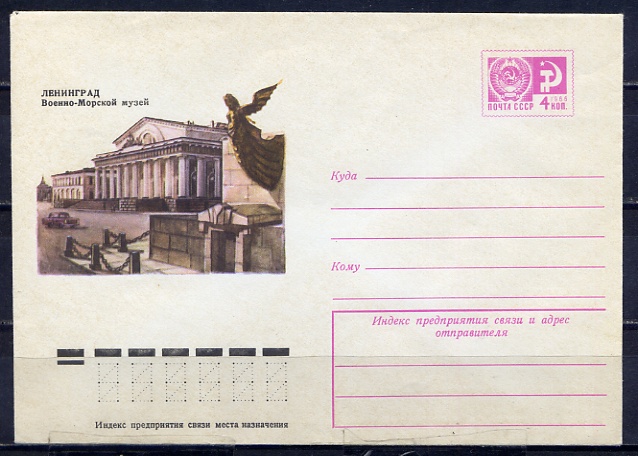 ЛЕНИНГРАД
Военно-Морской музей
1966
ПОЧТА СССР 4 КОП.
Куда
Кому
Индекс предприятия связи и адрес
отправителя
Индекс предприятия связи места назначения